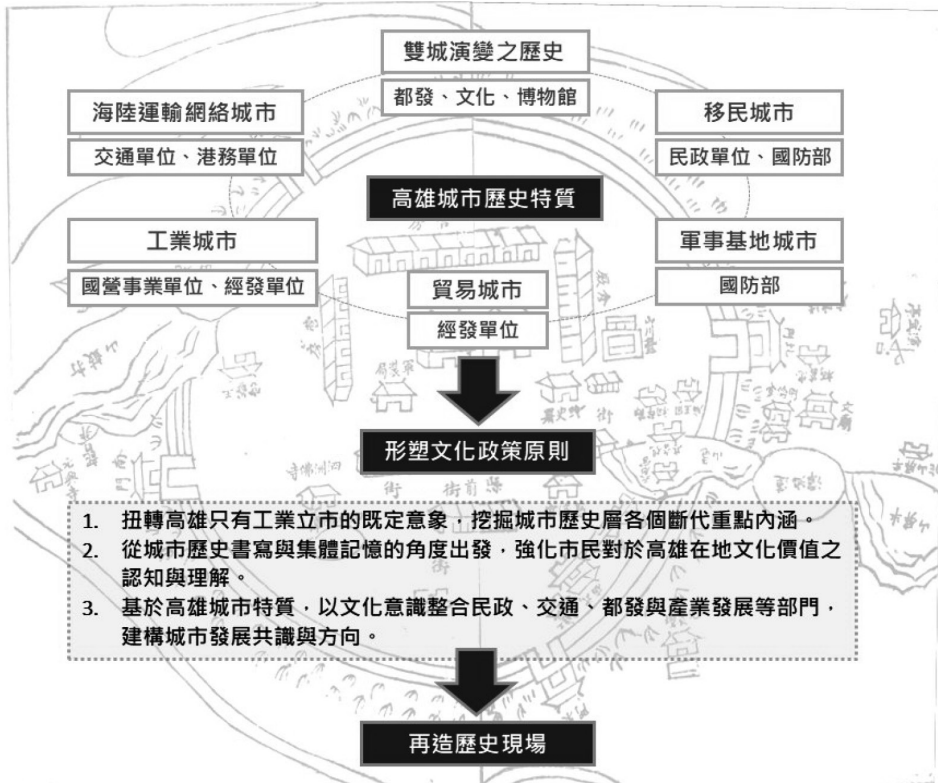 雙城演變之歷史
都發、文化、博物館
海陸運輸網絡城市
交通單位、港務單位
移民城市
民政單位、國防部
高雄城市歷史特質
工業城市
國營事業單位、經發單位
軍事基地城市
國防部
貿易城市
經發單位
形塑文化政策原則
1. 扭轉高雄只有工業立市的既定意象，挖掘城市歷史層各個斷代重點內涵。
2. 從城市歷史書寫與集體記憶的角度出發，強化市民對於高雄在地文化價值之
認知與理解。
3. 基於高雄城市特質，以文化意識整合民政、交通、都發與產業發展等部門，
建構城市發展共識與方向。
再造歷史現場